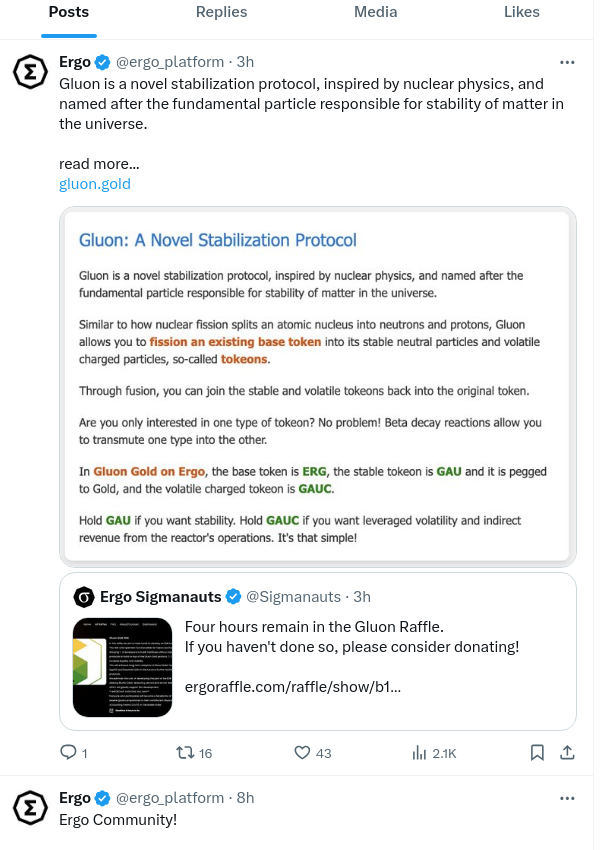 Posts Replies Media Likes
Ergo @ergo_platform · 3h
Gluon is a novel stabilization protocol, inspired by nuclear physics, and
named after the fundamental particle responsible for stability of matter in
the universe.
read more...
gluon.gold
Gluon: A Novel Stabilization Protocol
Gluon is a novel stabilization protocol, inspired by nuclear physics, and named after the
fundamental particle responsible for stability of matter in the universe.
Similar to how nuclear fission splits an atomic nucleus into neutrons and protons, Gluon
allows you to fission an existing base token into its stable neutral particles and volatile
charged particles, so-called tokeons.
Through fusion, you can join the stable and volatile tokeons back into the original token.
Are you only interested in one type of tokeon? No problem! Beta decay reactions allow you
to transmute one type into the other.
In Gluon Gold on Ergo, the base token is ERG, the stable tokeon is GAU and it is pegged
to Gold, and the volatile charged tokeon is GAUC.
Hold GAU if you want stability. Hold GAUC if you want leveraged volatility and indirect
revenue from the reactor's operations. It's that simple!
Ergo Sigmanauts @Sigmanauts · 3h
Four hours remain in the Gluon Raffle.
If you haven't done so, please consider donating!
ergoraffle.com/raffle/show/b1...
1 16 43 2.1K
Ergo @ergo_platform · 8h
Ergo Community!